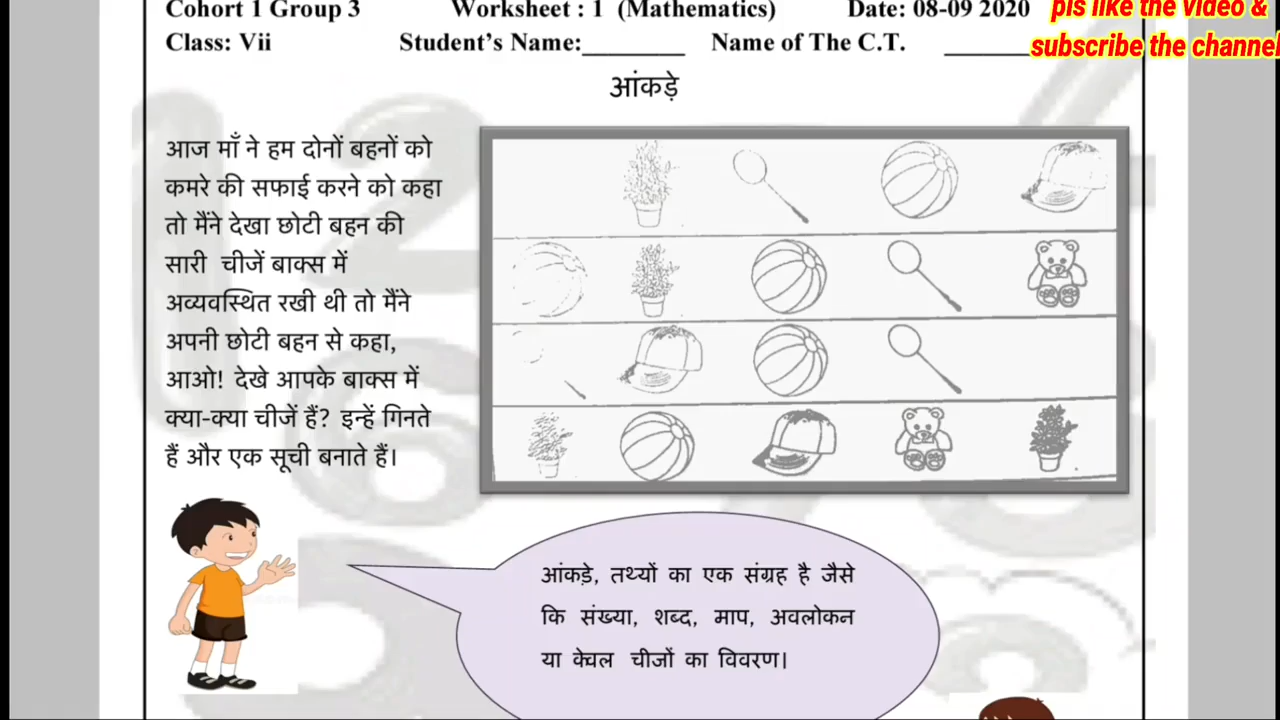 Cohort 1 Group 3 Worksheet : 1 (Mathematics) Date: 08-09 2020
pls like the video &
subscribe the channel
Class: Vii Student's Name:________ Name of The C.T. ______
आंकड़े
आज माँ ने हम दोनों बहनों को
कमरे की सफाई करने को कहा
तो मैंने देखा छोटी बहन की
सारी चीजें बाक्स में
अव्यवस्थित रखी थी तो मैंने
अपनी छोटी बहन से कहा,
आओ! देखे आपके बाक्स में
क्या-क्या चीजें हैं? इन्हें गिनते
हैं और एक सूची बनाते हैं।
आंकड़े, तथ्यों का एक संग्रह है जैसे
कि संख्या, शब्द, माप, अवलोकन
या केवल चीजों का विवरण।